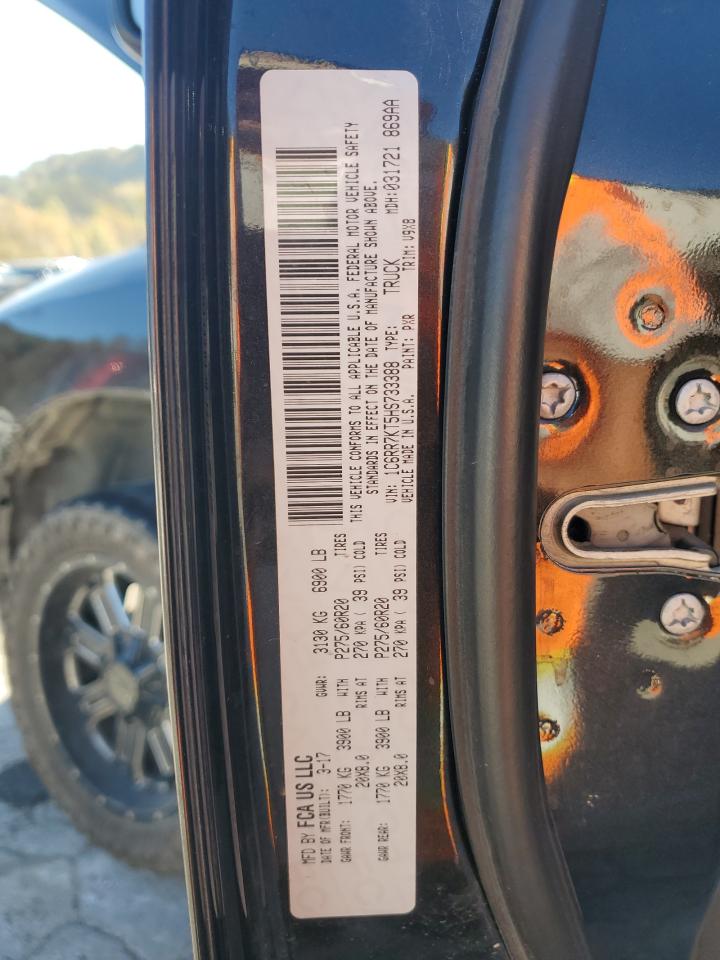 MFD BY FCA US LLC
DATE OF MFR(BUILT): 3-17 GVWR: 3130 KG 6900 LB
GAWR FRONT: 1770 KG 3900 LB WITH P275/60R20 TIRES
20X8.0 RIMS AT 270 KPA ( 39 PSI) COLD
GAWR REAR: 1770 KG 3900 LB WITH P275/60R20 TIRES
20X8.0 RIMS AT 270 KPA ( 39 PSI) COLD
THIS VEHICLE CONFORMS TO ALL APPLICABLE U.S.A. FEDERAL MOTOR VEHICLE SAFETY
STANDARDS IN EFFECT ON THE DATE OF MANUFACTURE SHOWN ABOVE.
VIN: 1C6RR7KT5HS733388 TYPE: TRUCK MDH:031721 869AA
VEHICLE MADE IN U.S.A. PAINT: PXR TRIM: V9X8